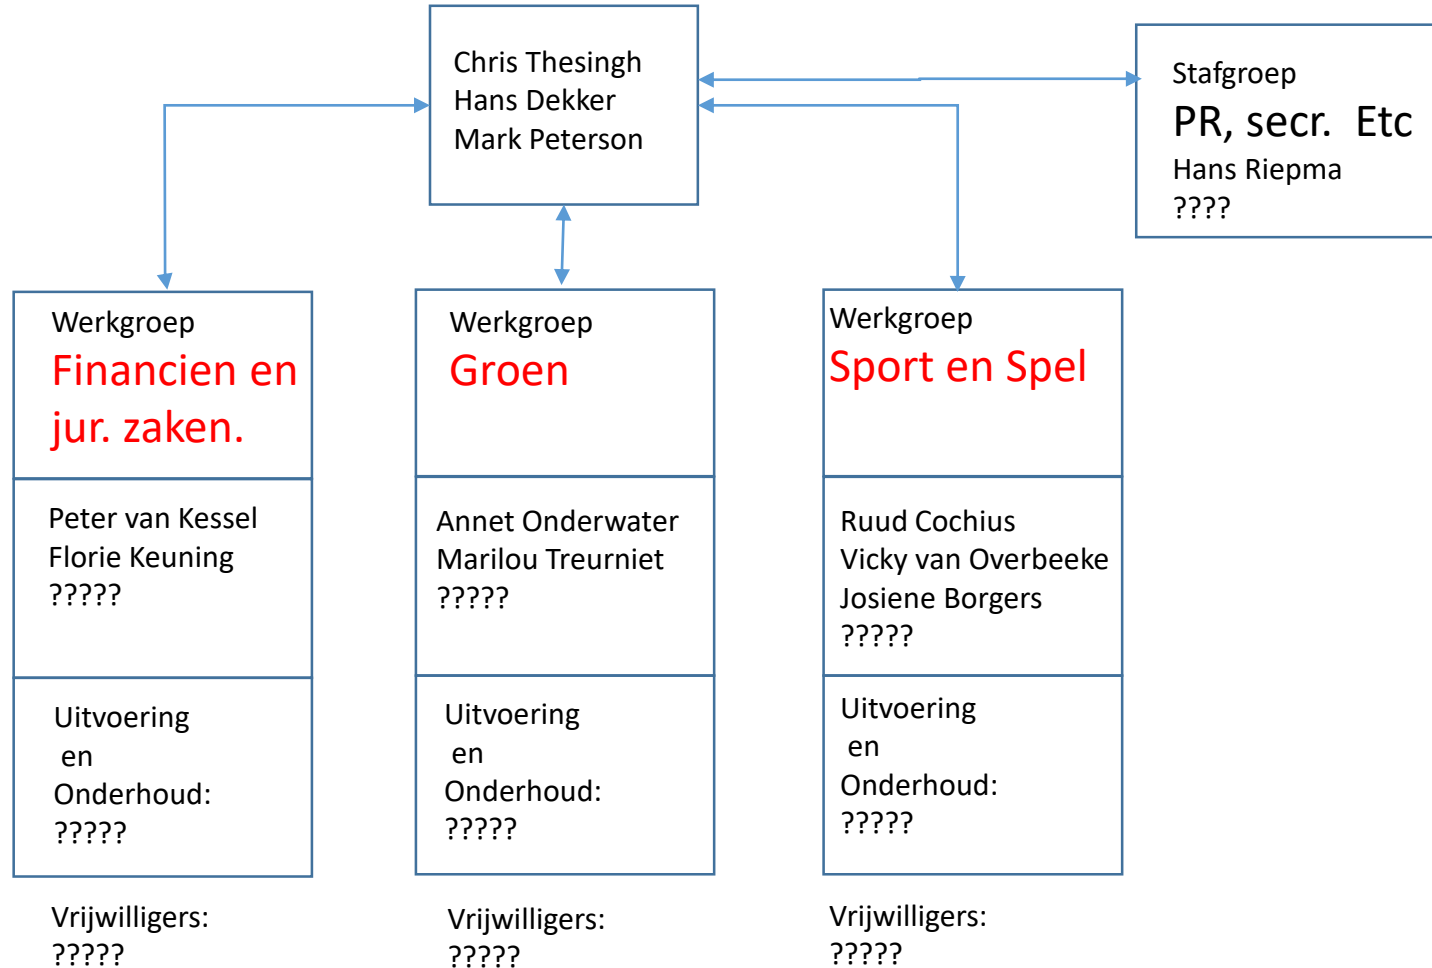 Chris Thesingh
Hans Dekker
Mark Peterson
Stafgroep
PR, secr. Etc
Hans Riepma
????
Werkgroep
Financien en
jur. zaken.
Peter van Kessel
Florie Keuning
?????
Uitvoering
en
Onderhoud:
?????
Vrijwilligers:
?????
Werkgroep
Groen
Annet Onderwater
Marilou Treurniet
?????
Uitvoering
en
Onderhoud:
?????
Vrijwilligers:
?????
Werkgroep
Sport en Spel
Ruud Cochius
Vicky van Overbeeke
Josiene Borgers
?????
Uitvoering
en
Onderhoud:
?????
Vrijwilligers:
?????